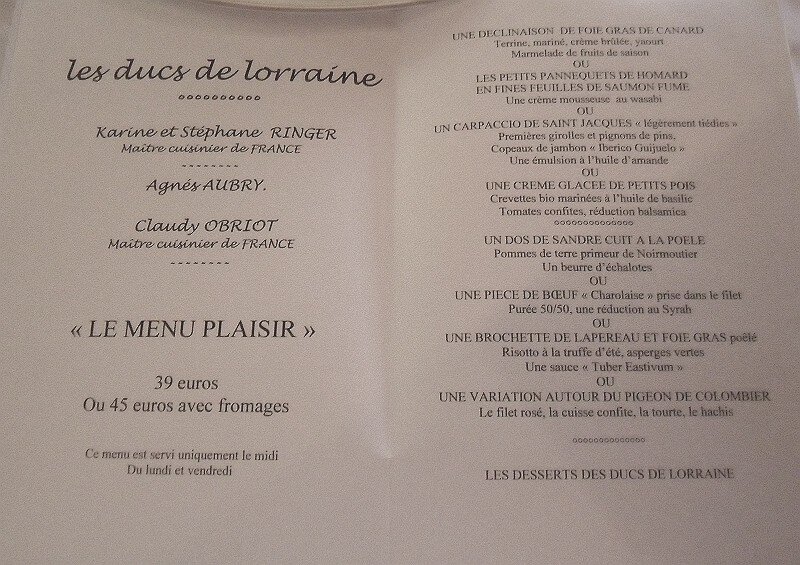 les ducs de lorraine
°°°°°°°°°°
Karine et Stéphane RINGER
Maitre cuisinier de FRANCE
~~~~~~~~
Agnés AUBRY.
Claudy OBRIOT
Maitre cuisinier de FRANCE
~~~~~~~~
« LE MENU PLAISIR »
39 euros
Ou 45 euros avec fromages
Ce menu est servi uniquement le midi
Du lundi et vendredi
UNE DECLINAISON DE FOIE GRAS DE CANARD
Terrine, mariné, crème brûlée, yaourt
Marmelade de fruits de saison
OU
LES PETITS PANNEQUETS DE HOMARD
EN FINES FEUILLES DE SAUMON FUME
Une crème mousseuse au wasabi
OU
UN CARPACCIO DE SAINT JACQUES « légèrement tiédies »
Premières girolles et pignons de pins,
Copeaux de jambon « Iberico Guijuelo »
Une émulsion à l'huile d'amande
OU
UNE CREME GLACEE DE PETITS POIS
Crevettes bio marinées à l'huile de basilic
Tomates confites, réduction balsamica
°°°°°°°°°°°°°°
UN DOS DE SANDRE CUIT A LA POELE
Pommes de terre primeur de Noirmoutier
Un beurre d'échalotes
OU
UNE PIECE DE BŒUF « Charolaise » prise dans le filet
Purée 50/50, une réduction au Syrah
OU
UNE BROCHETTE DE LAPEREAU ET FOIE GRAS poêlé
Risotto à la truffe d'été, asperges vertes
Une sauce « Tuber Eastivum »
OU
UNE VARIATION AUTOUR DU PIGEON DE COLOMBIER
Le filet rosé, la cuisse confite, la tourte, le hachis
°°°°°°°°°°°°°°
LES DESSERTS DES DUCS DE LORRAINE